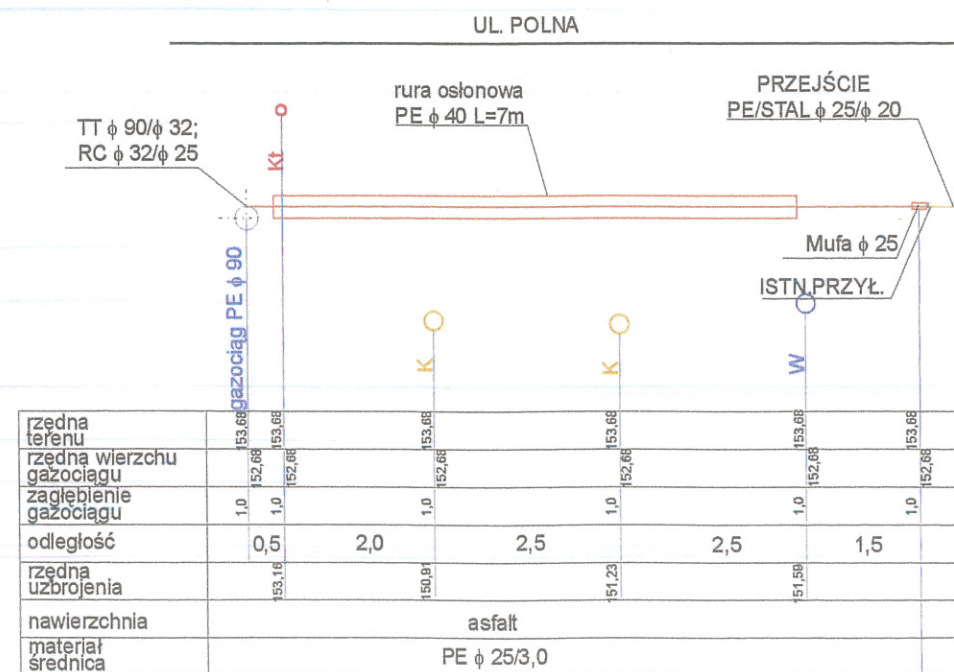 UL. POLNA
TT ϕ 90/ϕ 32;
RC ϕ 32/ϕ 25
Kt
rura osłonowa
PE ϕ 40 L=7m
PRZEJŚCIE
PE/STAL ϕ 25/ϕ 20
Mufa ϕ 25
ISTN.PRZYŁ.
gazociąg PE ϕ 90
K
K
W
rzędna
terenu
153,68 153,68 153,68 153,68 153,68 153,68
rzędna wierzchu
gazociągu
152,68 152,68 152,68 152,68 152,68 152,68
zagłębienie
gazociągu
1,0 1,0 1,0 1,0 1,0 1,0
odległość 0,5 2,0 2,5 2,5 1,5
rzędna
uzbrojenia
153,16 150,91 151,23 151,59
nawierzchnia asfalt
materiał
średnica
PE ϕ 25/3,0